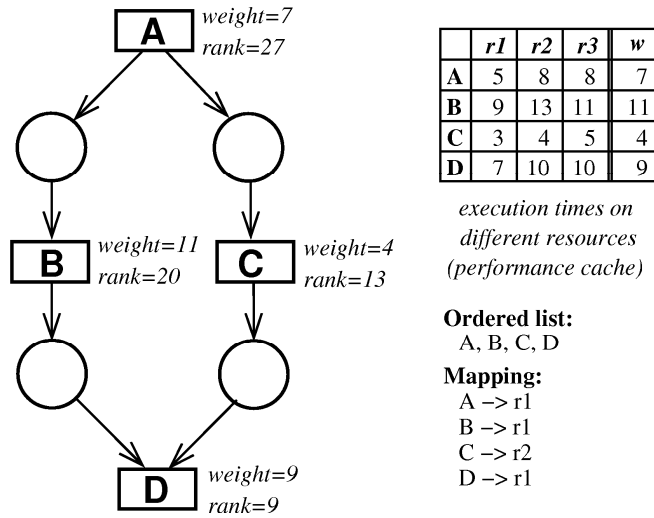 A
weight=7
rank=27
B
weight=11
rank=20
C
weight=4
rank=13
D
weight=9
rank=9
r1 r2 r3 w
A 5 8 8 7
B 9 13 11 11
C 3 4 5 4
D 7 10 10 9
execution times on
different resources
(performance cache)
Ordered list:
A, B, C, D
Mapping:
A –> r1
B –> r1
C –> r2
D –> r1